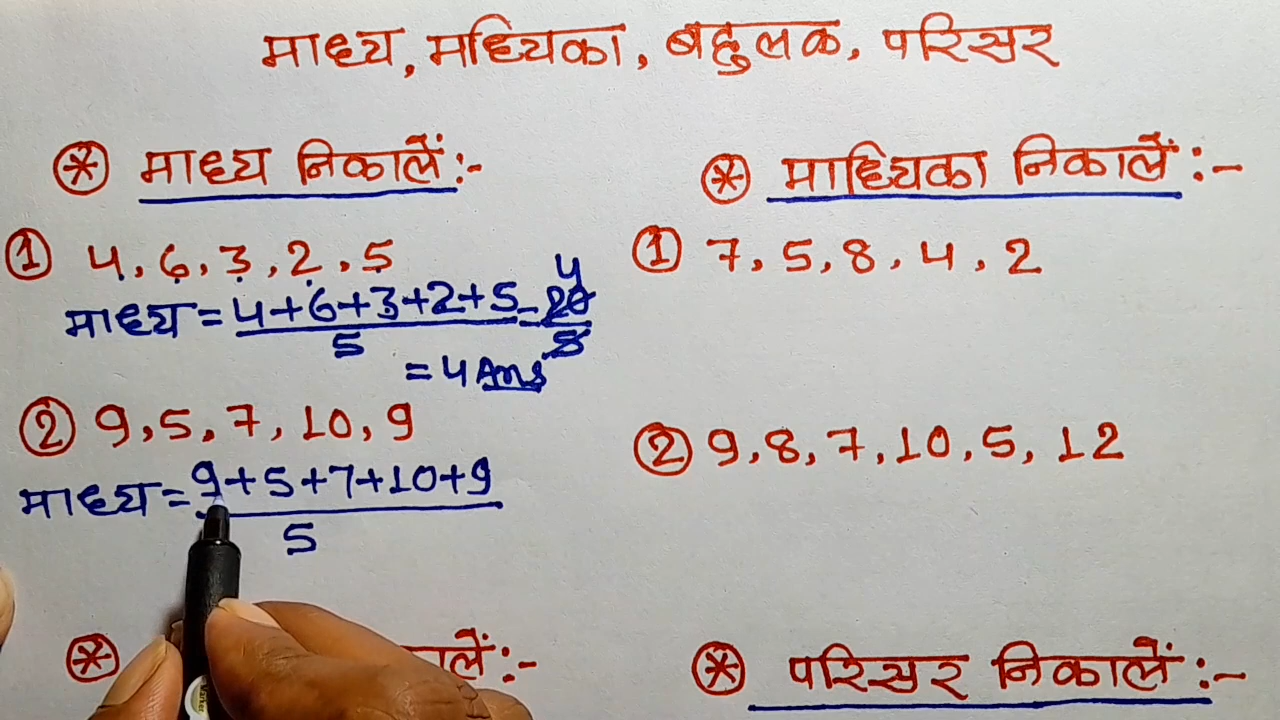 माध्य, मध्यिका, बहुलक, परिसर
* माध्य निकालें:-
① 4, 6, 3, 2, 5
माध्य = 4+6+3+2+5 = 20
5 5
4
= 4 Ans
② 9, 5, 7, 10, 9
माध्य = 9+5+7+10+9
5
* माध्यिका निकालें :-
① 7, 5, 8, 4, 2
② 9, 8, 7, 10, 5, 12
* परिसर निकालें :-